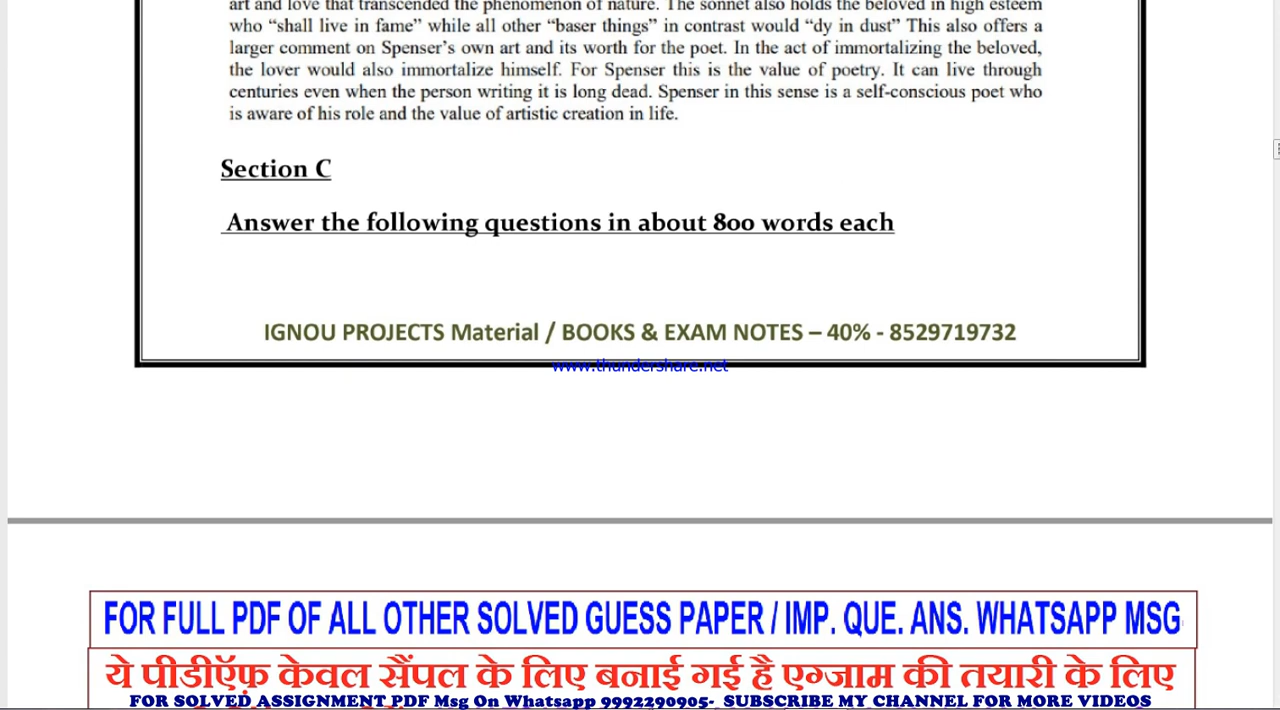 art and love that transcended the phenomenon of nature. The sonnet also holds the beloved in high esteem
who “shall live in fame” while all other “baser things” in contrast would “dy in dust” This also offers a
larger comment on Spenser’s own art and its worth for the poet. In the act of immortalizing the beloved,
the lover would also immortalize himself. For Spenser this is the value of poetry. It can live through
centuries even when the person writing it is long dead. Spenser in this sense is a self-conscious poet who
is aware of his role and the value of artistic creation in life.
Section C
Answer the following questions in about 800 words each
IGNOU PROJECTS Material / BOOKS & EXAM NOTES – 40% - 8529719732
www.thundershare.net
FOR FULL PDF OF ALL OTHER SOLVED GUESS PAPER / IMP. QUE. ANS. WHATSAPP MSG
ये पीडीऍफ़ केवल सैंपल के लिए बनाई गई है एग्जाम की तयारी के लिए
FOR SOLVED ASSIGNMENT PDF Msg On Whatsapp 9992290905- SUBSCRIBE MY CHANNEL FOR MORE VIDEOS